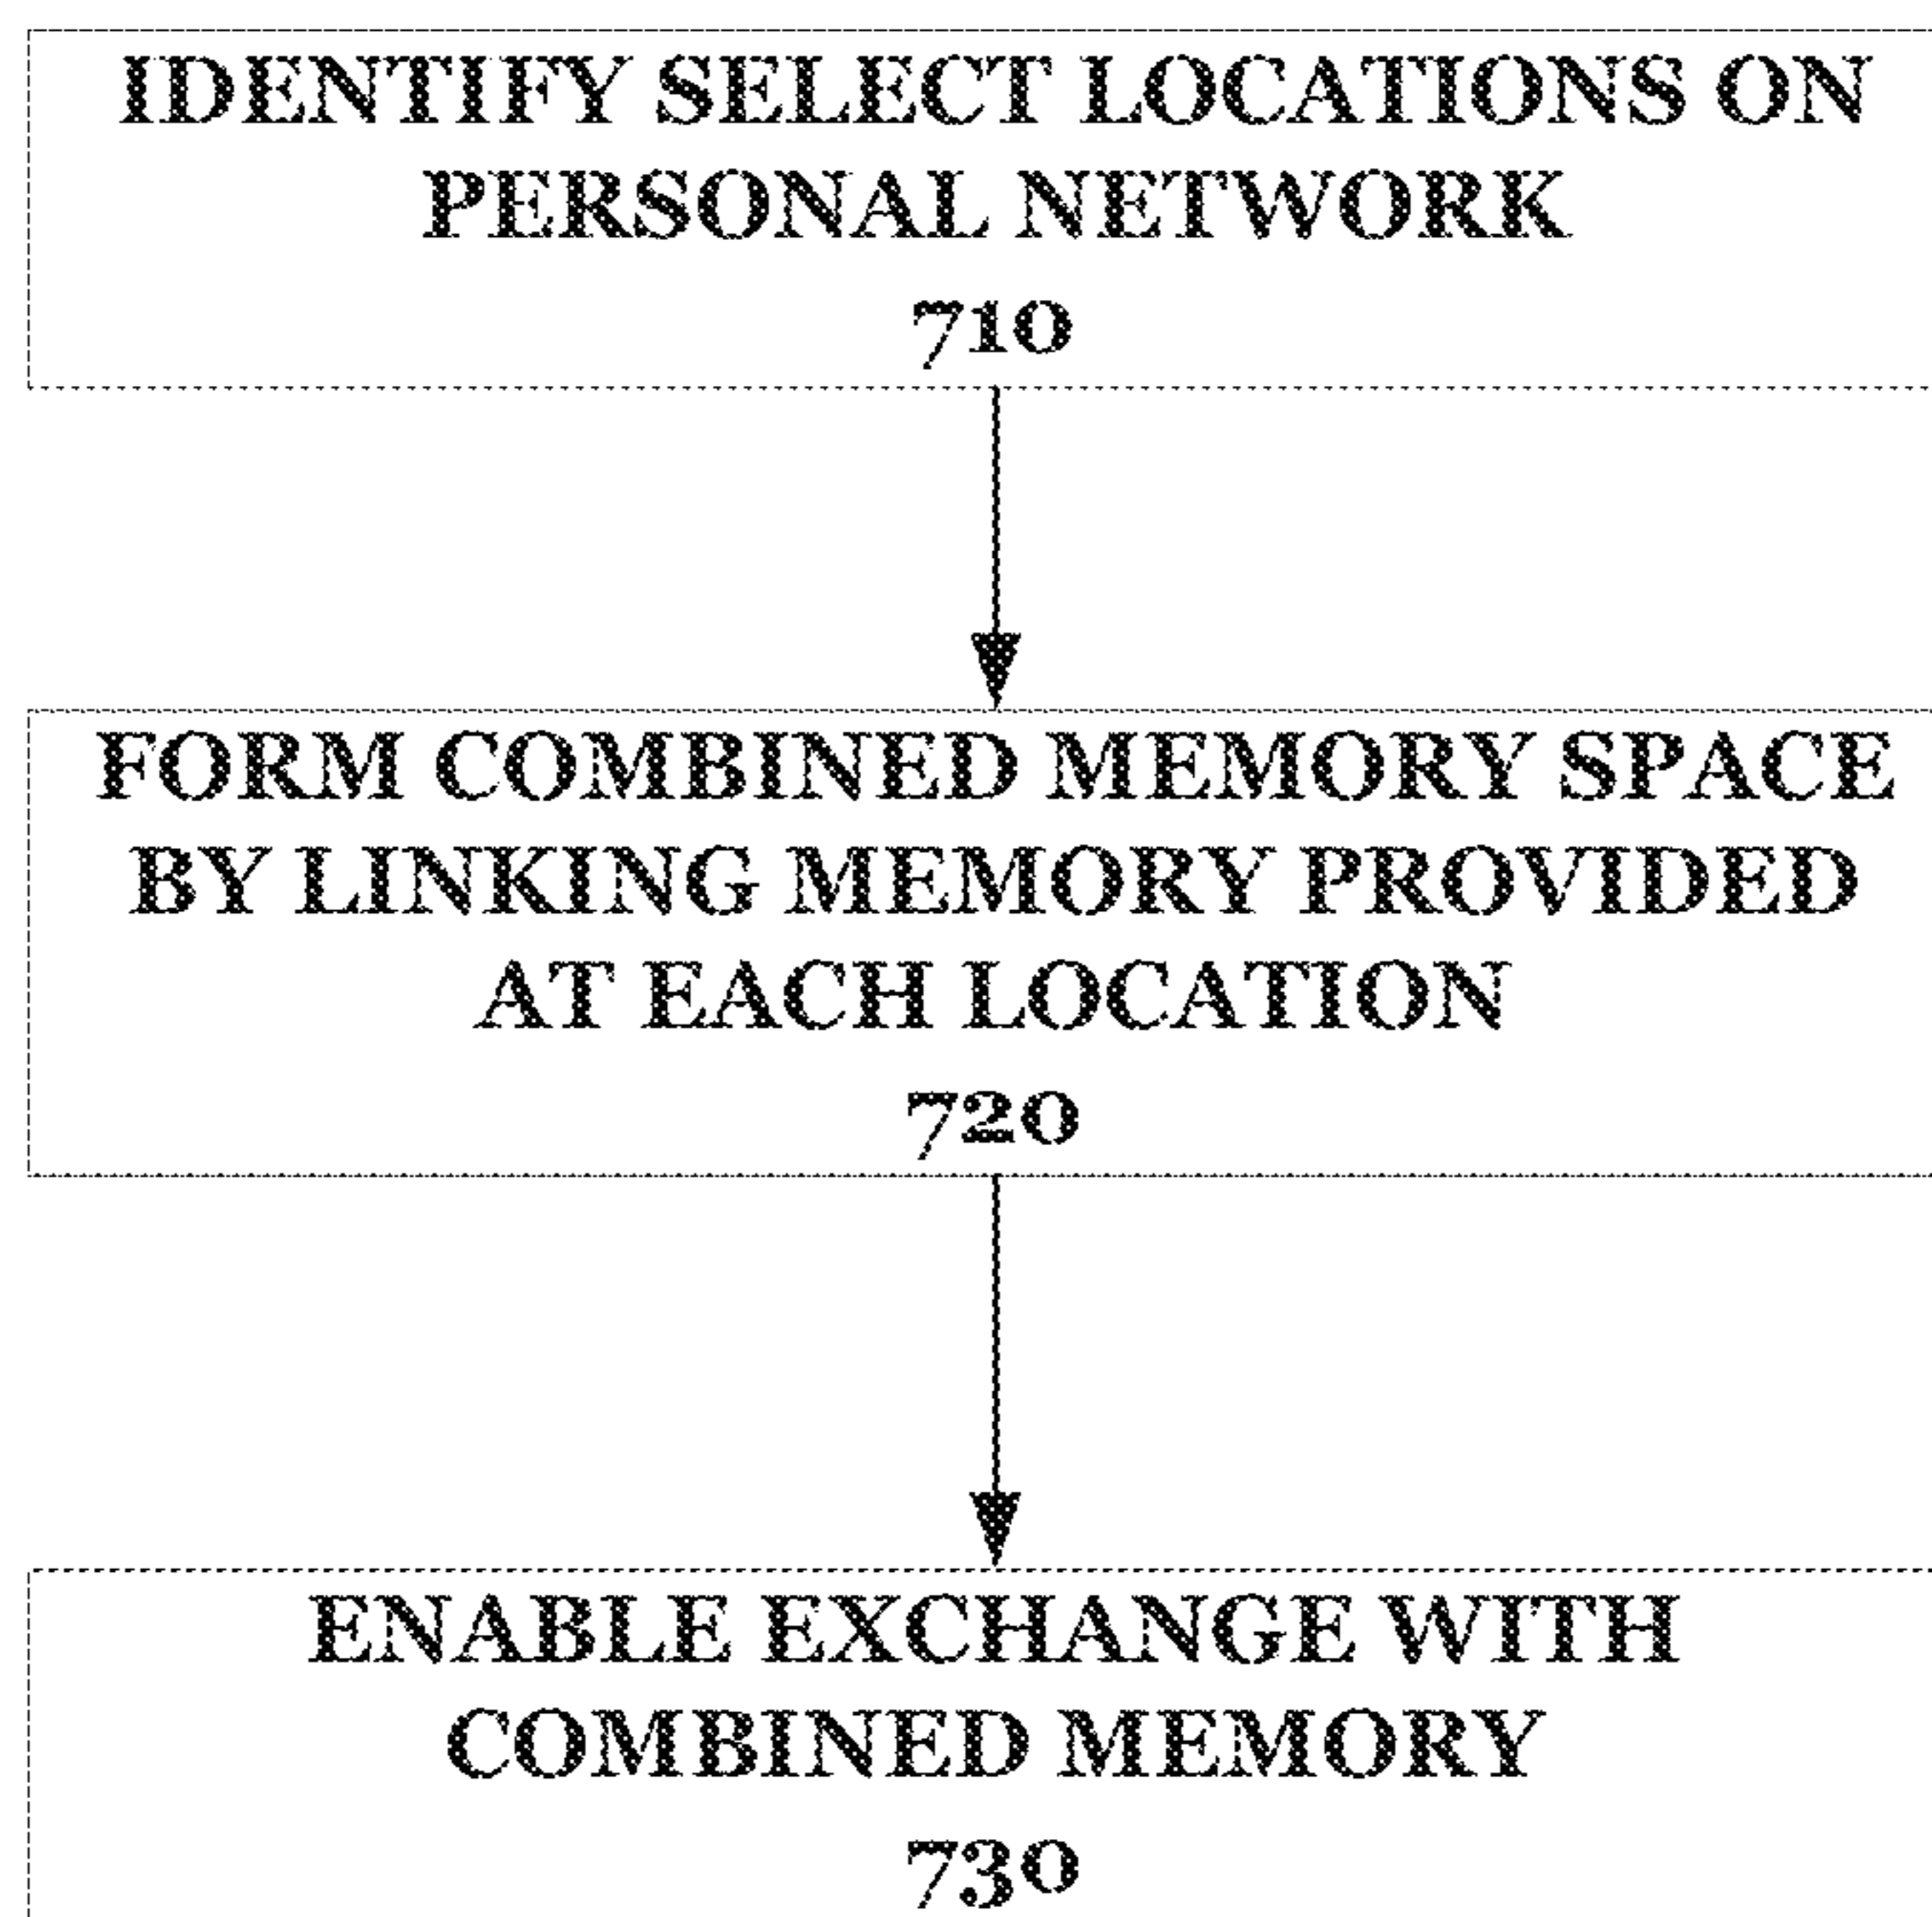 IDENTIFY SELECT LOCATIONS ON
PERSONAL NETWORK
710
FORM COMBINED MEMORY SPACE
BY LINKING MEMORY PROVIDED
AT EACH LOCATION
720
ENABLE EXCHANGE WITH
COMBINED MEMORY
730